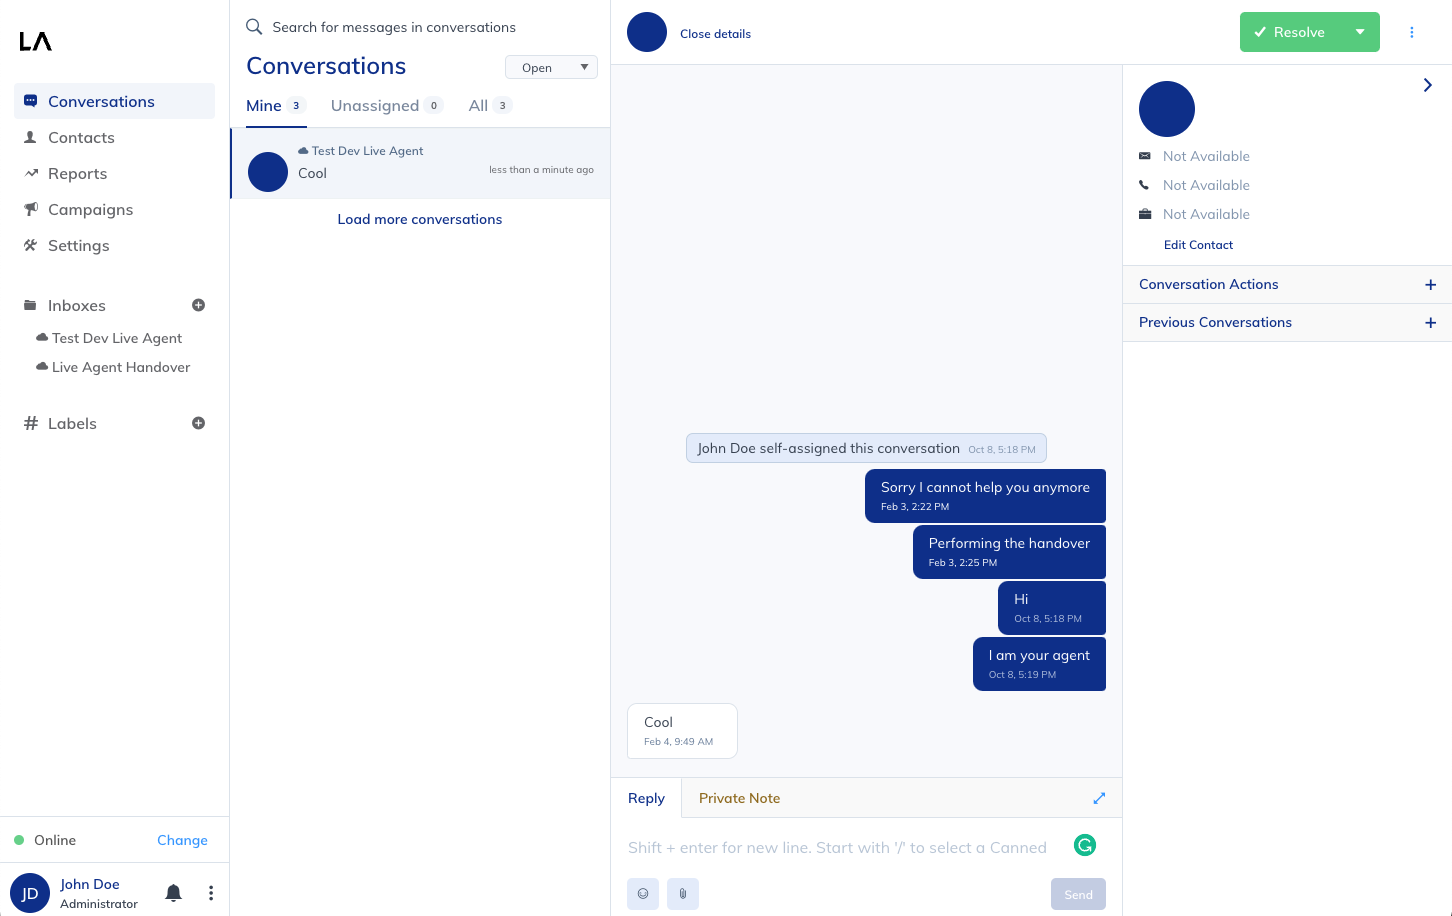 LA
Conversations
Contacts
Reports
Campaigns
Settings
Inboxes
Test Dev Live Agent
Live Agent Handover
Labels
Online
Change
JD
John Doe
Administrator
Search for messages in conversations
Conversations
Open
Mine 3
Unassigned 0
All 3
Test Dev Live Agent
Cool
less than a minute ago
Load more conversations
Close details
Resolve
John Doe self-assigned this conversation Oct 8, 5:18 PM
Sorry I cannot help you anymore
Feb 3, 2:22 PM
Performing the handover
Feb 3, 2:25 PM
Hi
Oct 8, 5:18 PM
I am your agent
Oct 8, 5:19 PM
Cool
Feb 4, 9:49 AM
Reply
Private Note
Shift + enter for new line. Start with '/' to select a Canned
Send
Not Available
Not Available
Not Available
Edit Contact
Conversation Actions
Previous Conversations